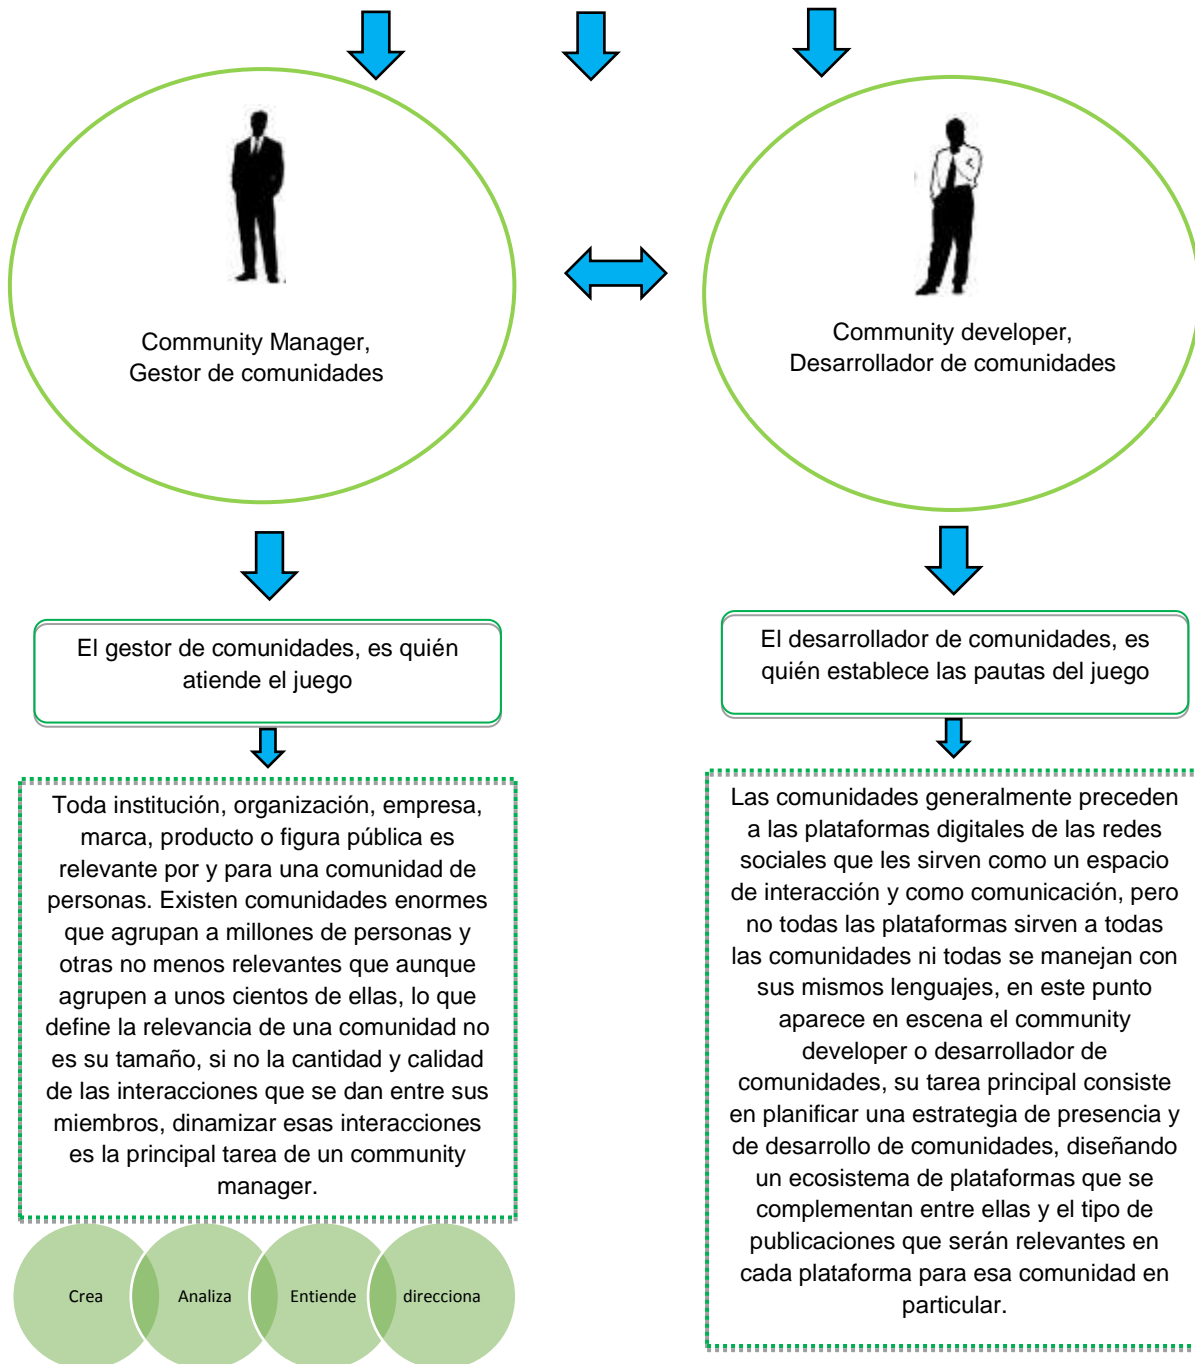 Community Manager,
Gestor de comunidades
Community developer,
Desarrollador de comunidades
El gestor de comunidades, es quién
atiende el juego
El desarrollador de comunidades, es
quién establece las pautas del juego
Toda institución, organización, empresa,
marca, producto o figura pública es
relevante por y para una comunidad de
personas. Existen comunidades enormes
que agrupan a millones de personas y
otras no menos relevantes que aunque
agrupen a unos cientos de ellas, lo que
define la relevancia de una comunidad no
es su tamaño, si no la cantidad y calidad
de las interacciones que se dan entre sus
miembros, dinamizar esas interacciones
es la principal tarea de un community
manager.
Las comunidades generalmente preceden
a las plataformas digitales de las redes
sociales que les sirven como un espacio
de interacción y como comunicación, pero
no todas las plataformas sirven a todas
las comunidades ni todas se manejan con
sus mismos lenguajes, en este punto
aparece en escena el community
developer o desarrollador de
comunidades, su tarea principal consiste
en planificar una estrategia de presencia y
de desarrollo de comunidades, diseñando
un ecosistema de plataformas que se
complementan entre ellas y el tipo de
publicaciones que serán relevantes en
cada plataforma para esa comunidad en
particular.
Crea
Analiza
Entiende
direcciona